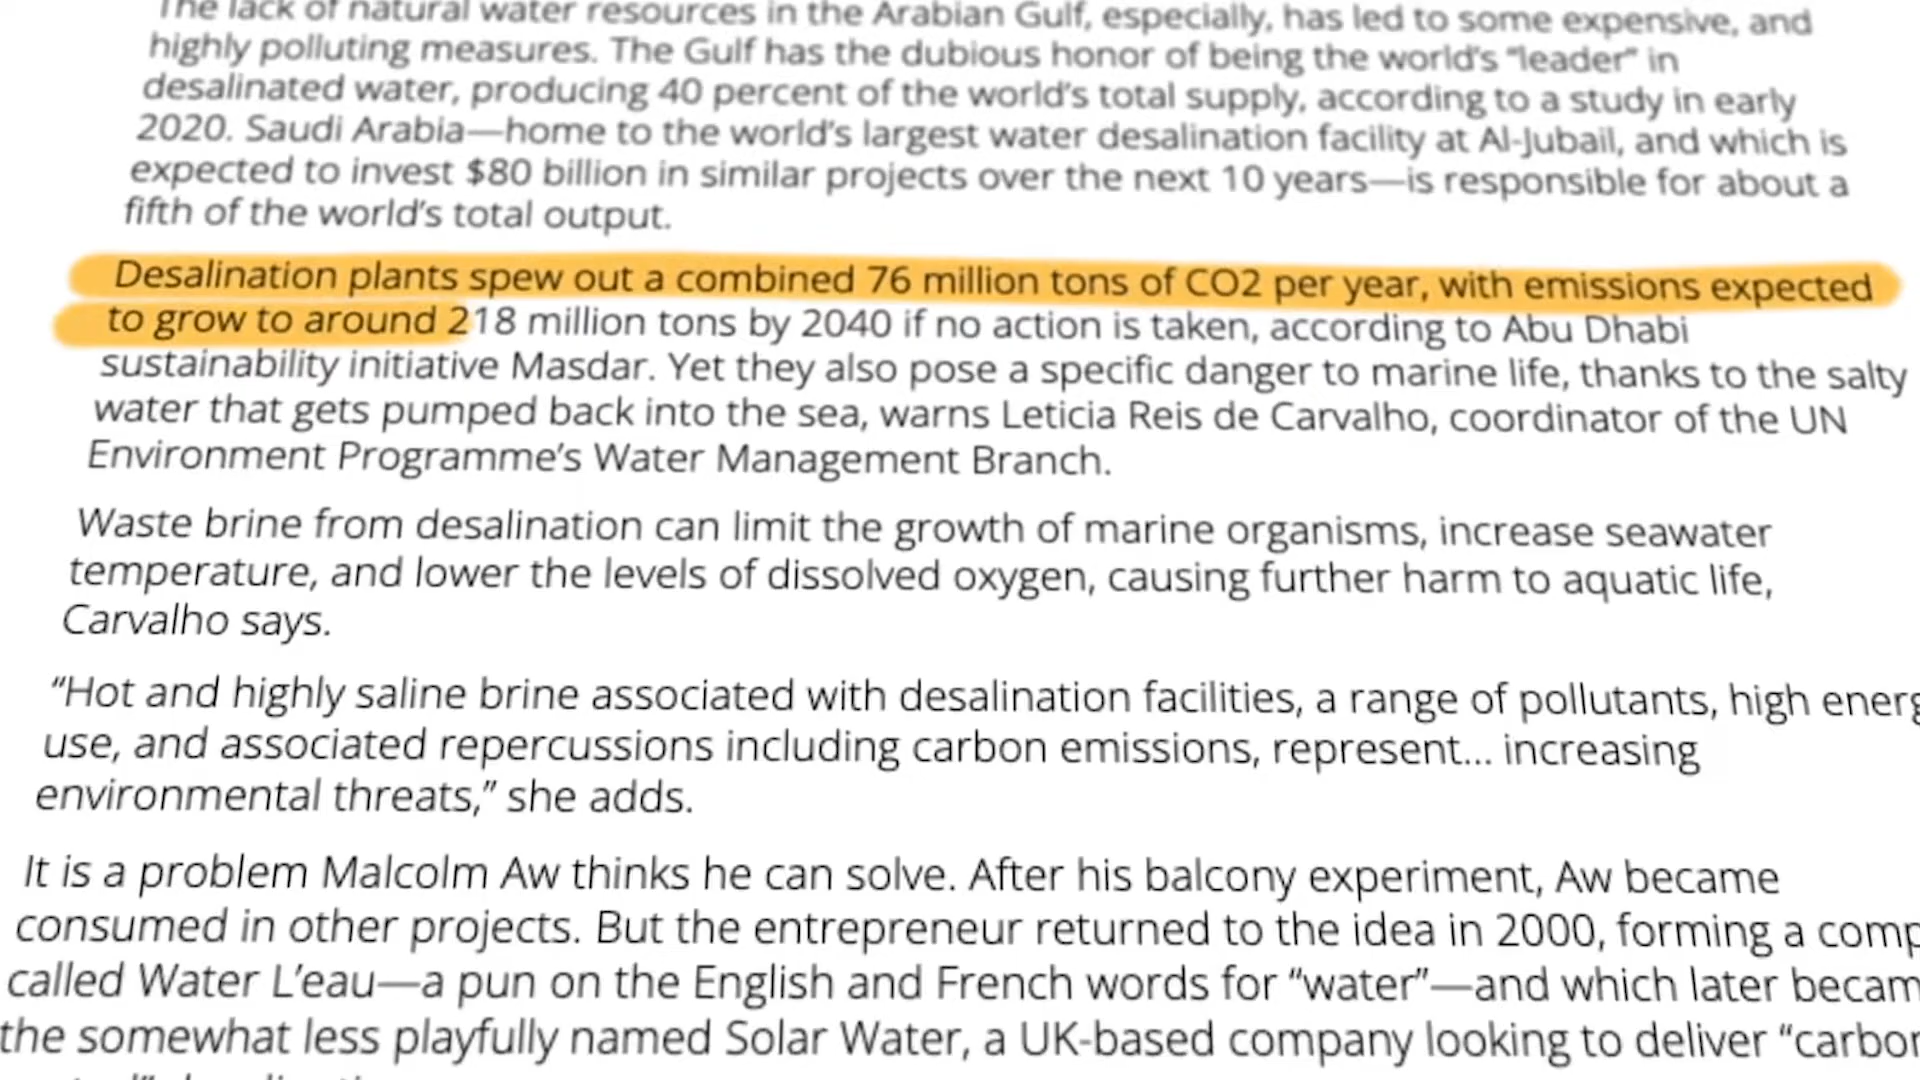 The lack of natural water resources in the Arabian Gulf, especially, has led to some expensive, and
highly polluting measures. The Gulf has the dubious honor of being the world's “leader” in
desalinated water, producing 40 percent of the world's total supply, according to a study in early
2020. Saudi Arabia—home to the world's largest water desalination facility at Al-Jubail, and which is
expected to invest $80 billion in similar projects over the next 10 years—is responsible for about a
fifth of the world's total output.
Desalination plants spew out a combined 76 million tons of CO2 per year, with emissions expected
to grow to around 218 million tons by 2040 if no action is taken, according to Abu Dhabi
sustainability initiative Masdar. Yet they also pose a specific danger to marine life, thanks to the salty
water that gets pumped back into the sea, warns Leticia Reis de Carvalho, coordinator of the UN
Environment Programme’s Water Management Branch.
Waste brine from desalination can limit the growth of marine organisms, increase seawater
temperature, and lower the levels of dissolved oxygen, causing further harm to aquatic life,
Carvalho says.
“Hot and highly saline brine associated with desalination facilities, a range of pollutants, high energ
use, and associated repercussions including carbon emissions, represent... increasing
environmental threats,” she adds.
It is a problem Malcolm Aw thinks he can solve. After his balcony experiment, Aw became
consumed in other projects. But the entrepreneur returned to the idea in 2000, forming a comp
called Water L’eau—a pun on the English and French words for “water”—and which later becam
the somewhat less playfully named Solar Water, a UK-based company looking to deliver “carbon